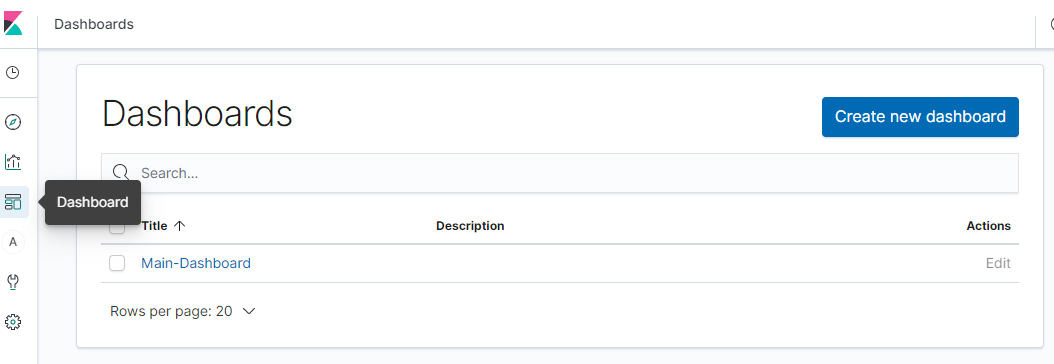 Dashboards
Dashboards
Create new dashboard
Search...
Dashboard
Title Description Actions
Main-Dashboard Edit
A
Rows per page: 20